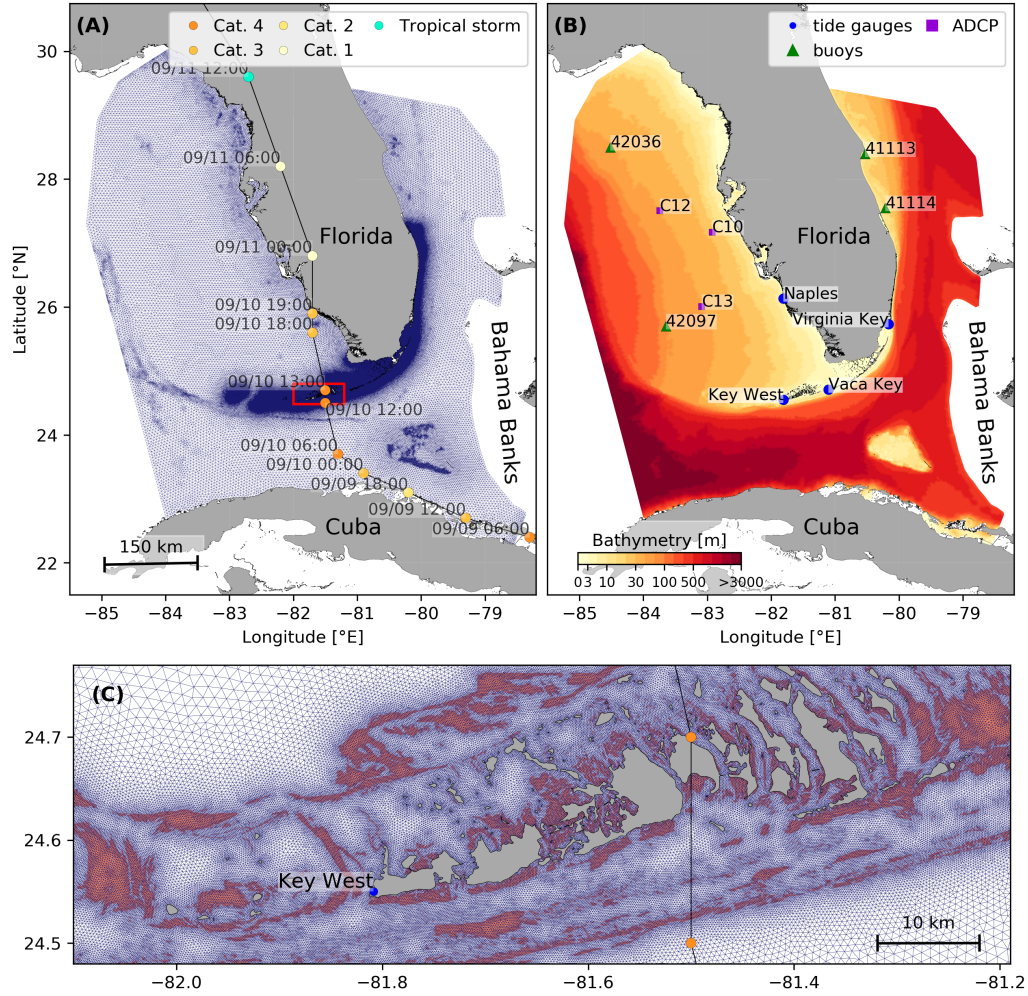 (A)
Cat. 4
Cat. 2
Tropical storm
Cat. 3
Cat. 1
09/11 12:00
09/11 06:00
Florida
09/11 00:00
09/10 19:00
09/10 18:00
09/10 13:00
09/10 12:00
09/10 06:00
09/10 00:00
09/09 18:00
09/09 12:00
09/09 06:00
Cuba
Bahama Banks
150 km
30
28
26
24
22
Latitude [°N]
−85
−84
−83
−82
−81
−80
−79
Longitude [°E]
(B)
tide gauges
ADCP
buoys
42036
41113
C12
41114
C10
Florida
Naples
C13
42097
Virginia Key
Key West
Vaca Key
Bahama Banks
Cuba
Bathymetry [m]
0 3 10 30 100 500 >3000
−85
−84
−83
−82
−81
−80
−79
Longitude [°E]
(C)
24.7
24.6
24.5
Key West
10 km
−82.0
−81.8
−81.6
−81.4
−81.2